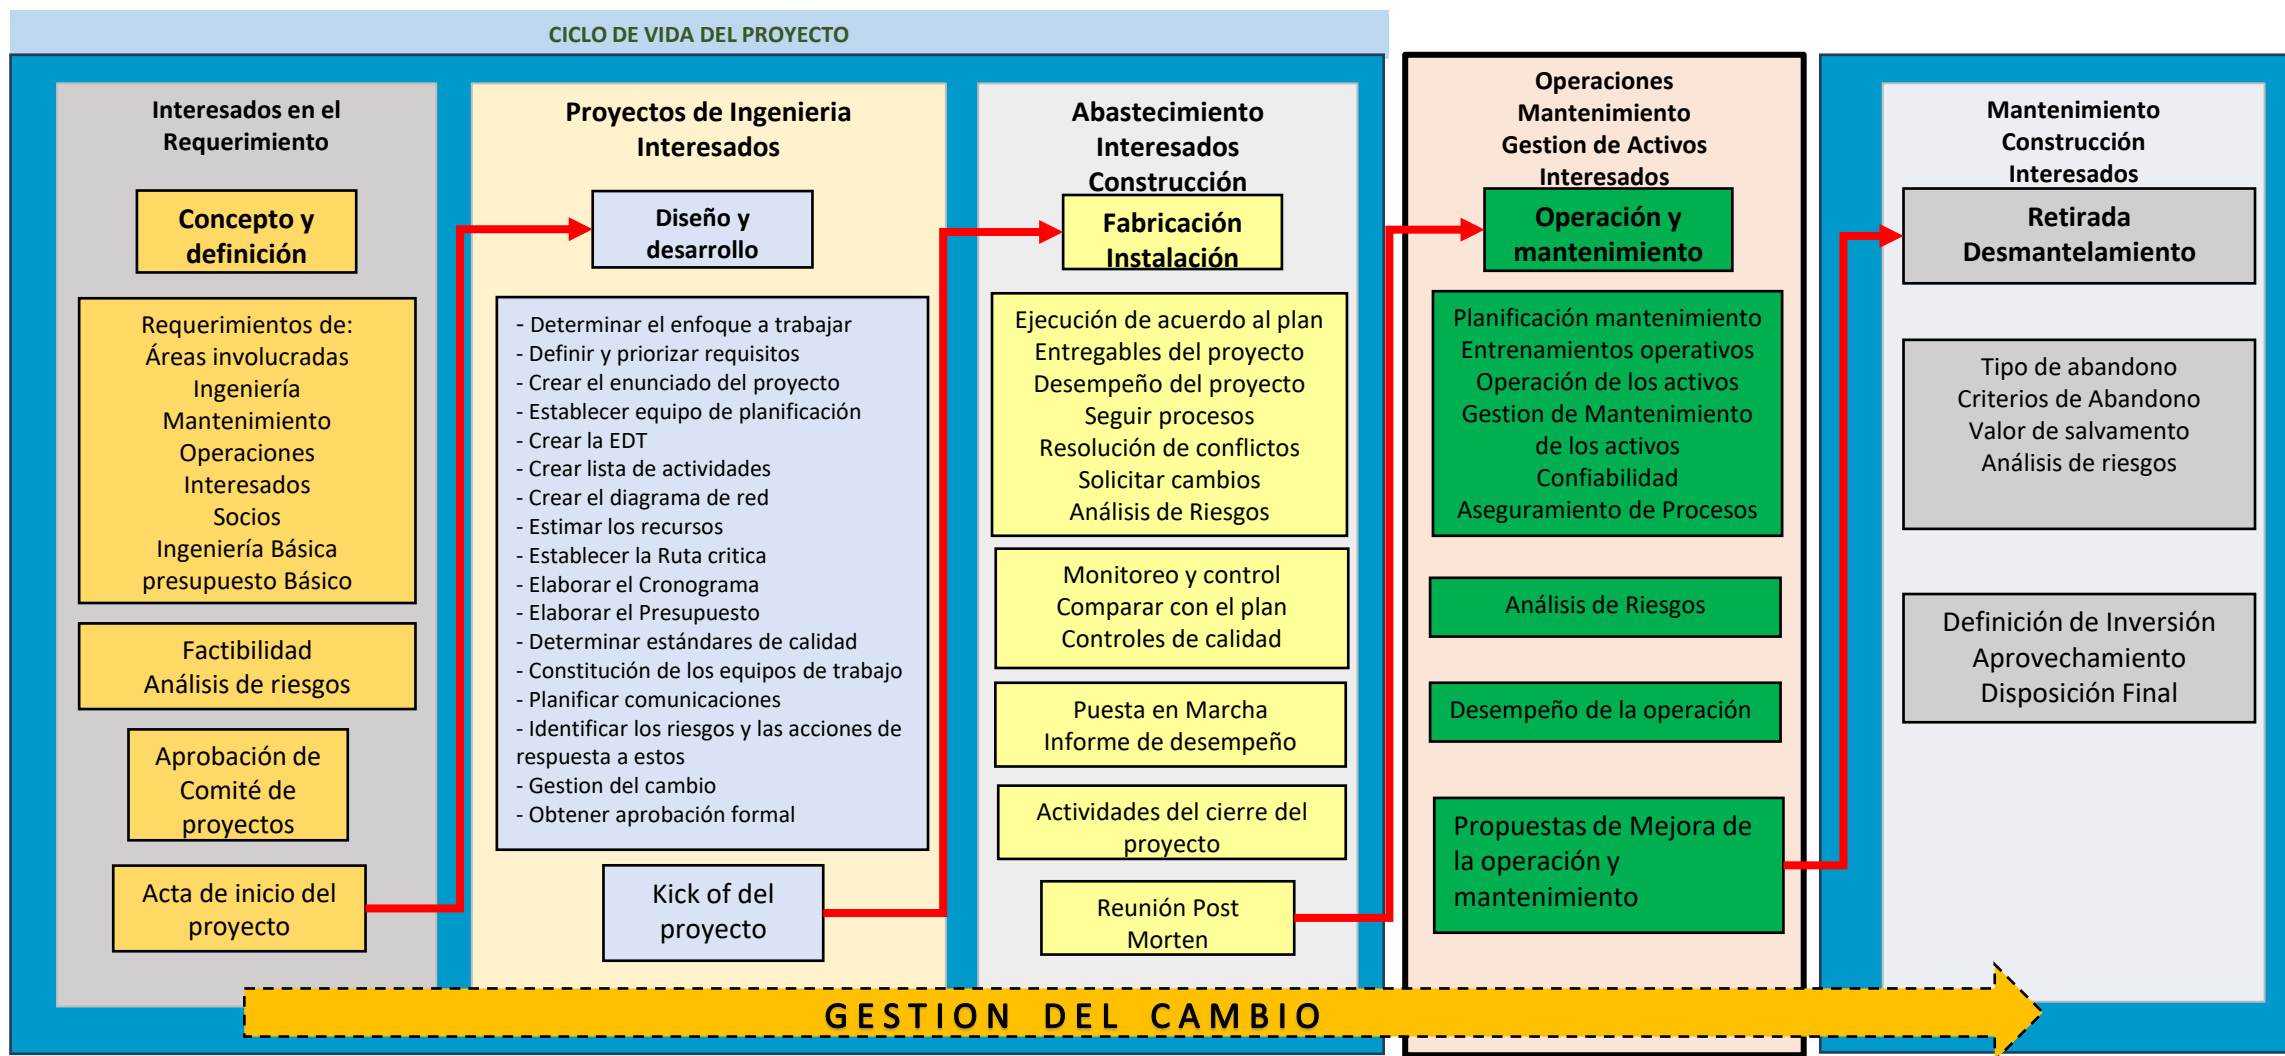 CICLO DE VIDA DEL PROYECTO
Interesados en el
Requerimiento
Concepto y
definición
Requerimientos de:
Áreas involucradas
Ingeniería
Mantenimiento
Operaciones
Interesados
Socios
Ingeniería Básica
presupuesto Básico
Factibilidad
Análisis de riesgos
Aprobación de
Comité de
proyectos
Acta de inicio del
proyecto
Proyectos de Ingenieria
Interesados
Diseño y
desarrollo
- Determinar el enfoque a trabajar
- Definir y priorizar requisitos
- Crear el enunciado del proyecto
- Establecer equipo de planificación
- Crear la EDT
- Crear lista de actividades
- Crear el diagrama de red
- Estimar los recursos
- Establecer la Ruta critica
- Elaborar el Cronograma
- Elaborar el Presupuesto
- Determinar estándares de calidad
- Constitución de los equipos de trabajo
- Planificar comunicaciones
- Identificar los riesgos y las acciones de
respuesta a estos
- Gestion del cambio
- Obtener aprobación formal
Kick of del
proyecto
Abastecimiento
Interesados
Construcción
Fabricación
Instalación
Ejecución de acuerdo al plan
Entregables del proyecto
Desempeño del proyecto
Seguir procesos
Resolución de conflictos
Solicitar cambios
Análisis de Riesgos
Monitoreo y control
Comparar con el plan
Controles de calidad
Puesta en Marcha
Informe de desempeño
Actividades del cierre del
proyecto
Reunión Post
Morten
Operaciones
Mantenimiento
Gestion de Activos
Interesados
Operación y
mantenimiento
Planificación mantenimiento
Entrenamientos operativos
Operación de los activos
Gestion de Mantenimiento
de los activos
Confiabilidad
Aseguramiento de Procesos
Análisis de Riesgos
Desempeño de la operación
Propuestas de Mejora de
la operación y
mantenimiento
Mantenimiento
Construcción
Interesados
Retirada
Desmantelamiento
Tipo de abandono
Criterios de Abandono
Valor de salvamento
Análisis de riesgos
Definición de Inversión
Aprovechamiento
Disposición Final
GESTION DEL CAMBIO